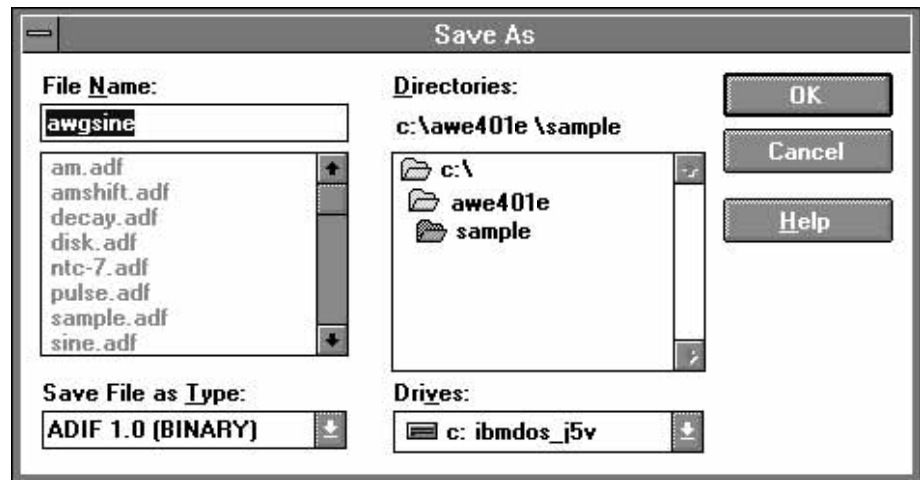 Save As
File Name:
awgsine
am.adf
amshift.adf
decay.adf
disk.adf
ntc-7.adf
pulse.adf
sample.adf
sine.adf
Save File as Type:
ADIF 1.0 (BINARY)
Directories:
c:\awe401e \sample
c:\
awe401e
sample
Drives:
c: ibmdos_j5v
OK
Cancel
Help